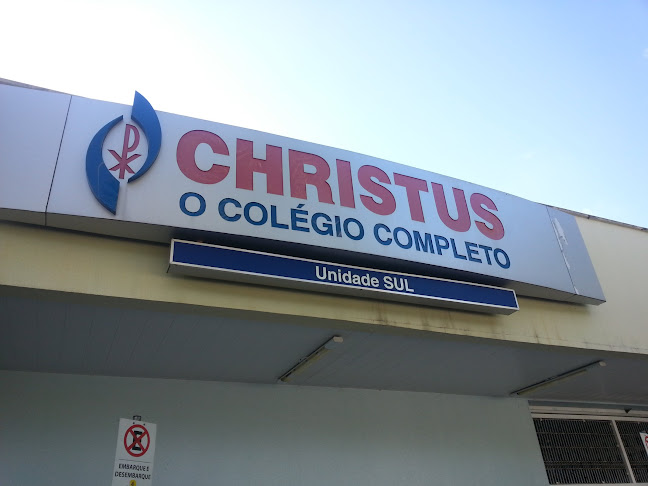 CHRISTUS
O COLÉGIO COMPLETO
Unidade SUL
E
EMBARQUE E
DESEMBARQUE